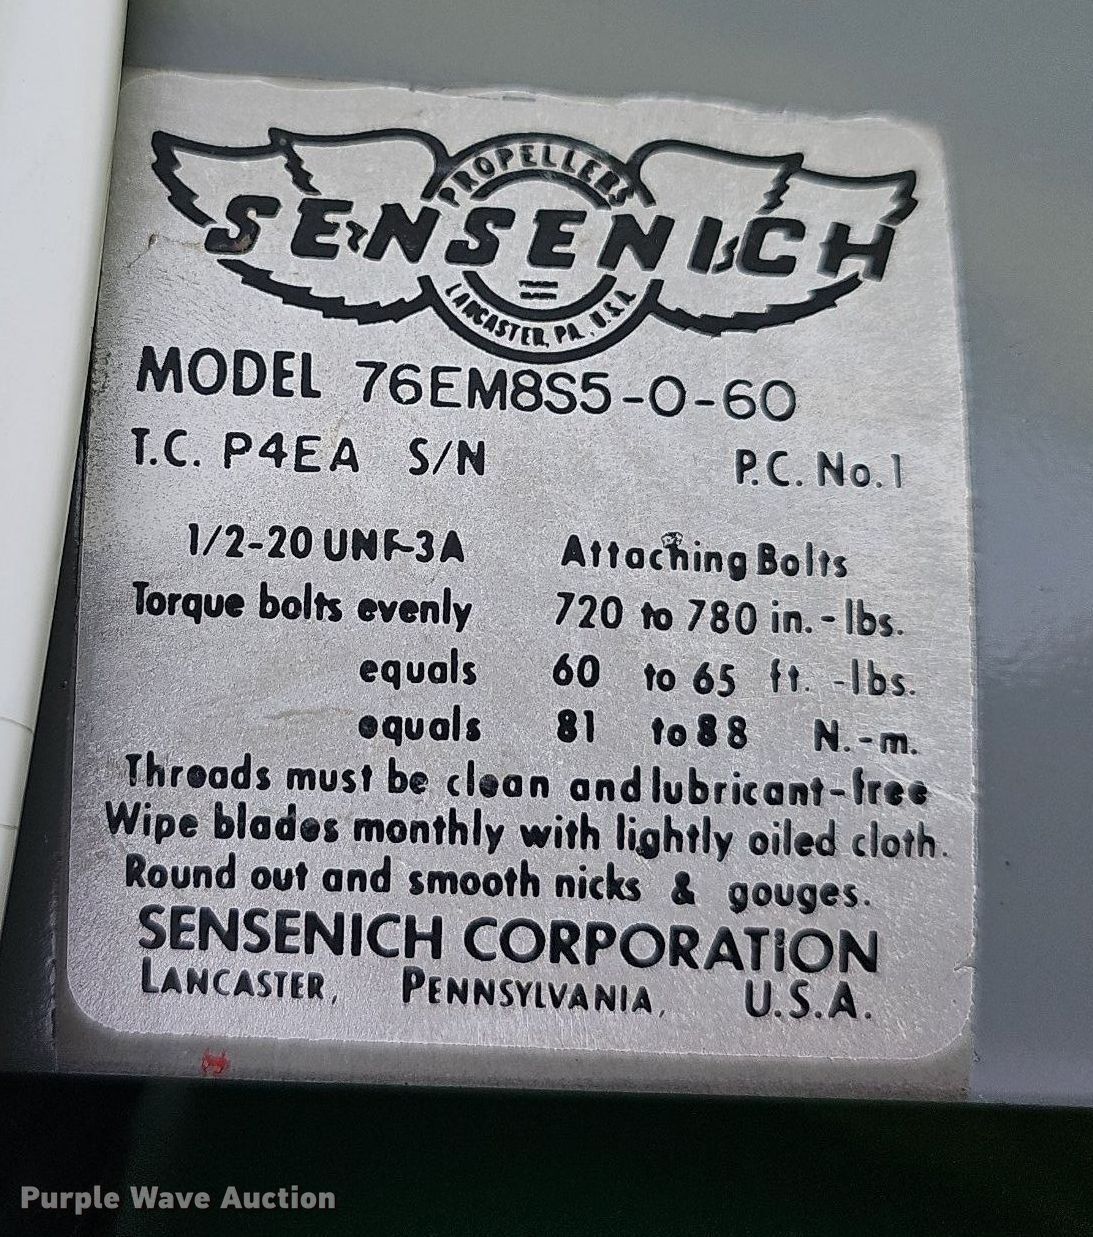 PROPELLERS
SENSENICH
LANCASTER, PA. U.S.A.
MODEL 76EM8S5-0-60
T.C. P4EA S/N P.C. No. 1
1/2-20 UNF-3A Attaching Bolts
Torque bolts evenly 720 to 780 in.-lbs.
equals 60 to 65 ft.-lbs.
equals 81 to 88 N.-m.
Threads must be clean and lubricant-free
Wipe blades monthly with lightly oiled cloth.
Round out and smooth nicks & gouges.
SENSENICH CORPORATION
LANCASTER, PENNSYLVANIA, U.S.A.
Purple Wave Auction